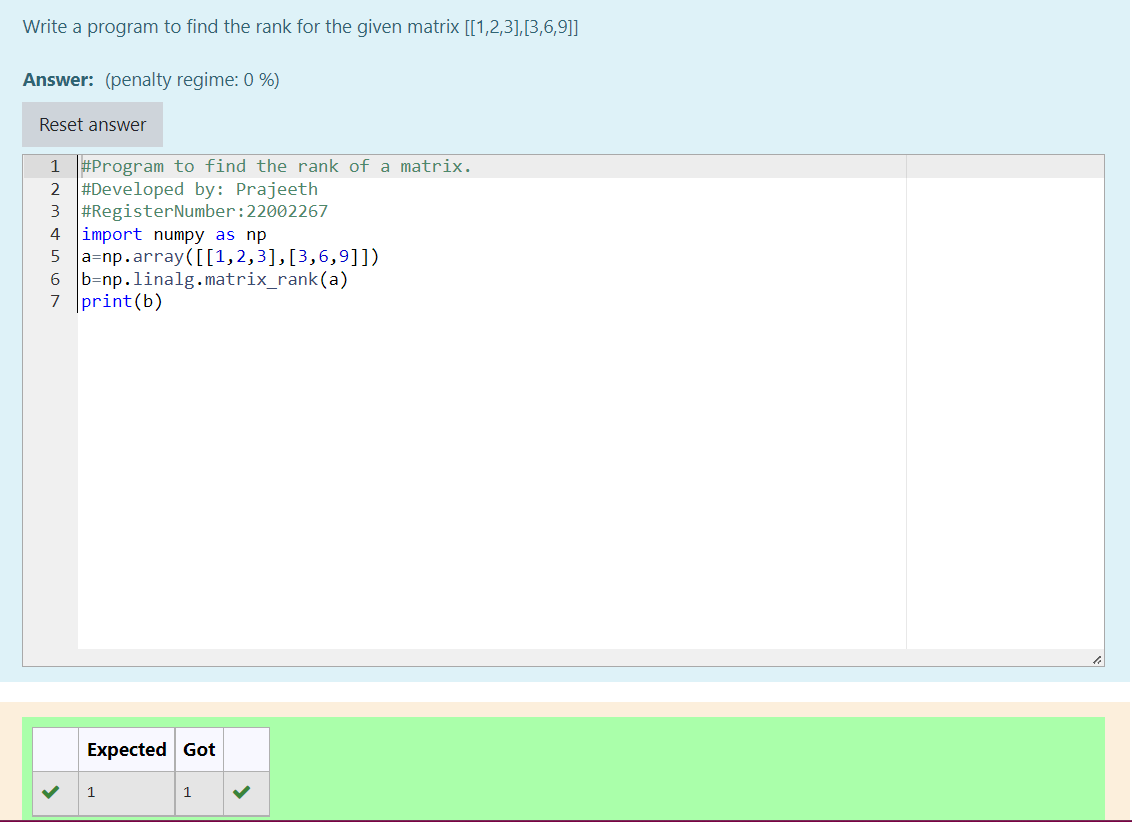 Write a program to find the rank for the given matrix [[1,2,3],[3,6,9]]
Answer: (penalty regime: 0 %)
Reset answer
1 #Program to find the rank of a matrix.
2 #Developed by: Prajeeth
3 #RegisterNumber:22002267
4 import numpy as np
5 a=np.array([[1,2,3],[3,6,9]])
6 b=np.linalg.matrix_rank(a)
7 print(b)
Expected Got
1 1